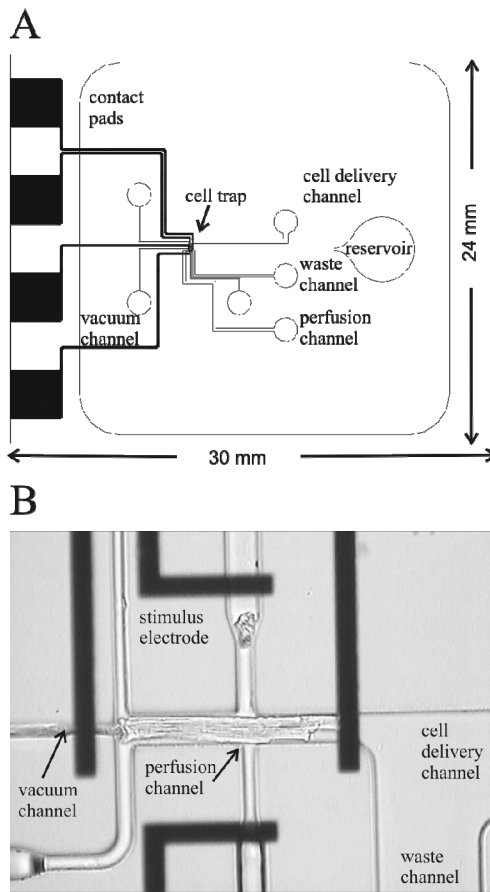 A
contact
pads
cell delivery
channel
cell trap
reservoir
waste
channel
vacuum
channel
perfusion
channel
24 mm
30 mm
B
stimulus
electrode
cell
delivery
channel
perfusion
channel
vacuum
channel
waste
channel